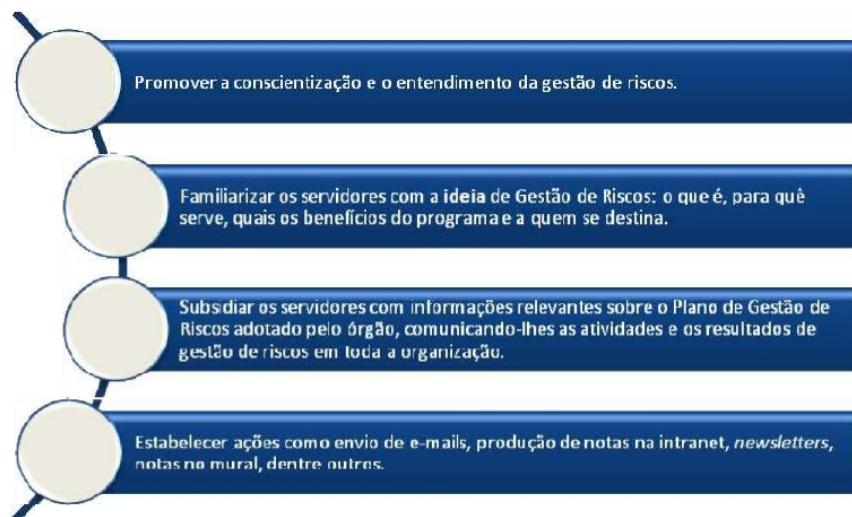 Promover a conscientização e o entendimento da gestão de riscos.
Familiarizar os servidores com a ideia de Gestão de Riscos: o que é, para quê
serve, quais os benefícios do programa e a quem se destina.
Subsidiar os servidores com informações relevantes sobre o Plano de Gestão de
Riscos adotado pelo órgão, comunicando-lhes as atividades e os resultados de
gestão de riscos em toda a organização.
Estabelecer ações como envio de e-mails, produção de notas na intranet, newsletters,
notas no mural, dentre outros.